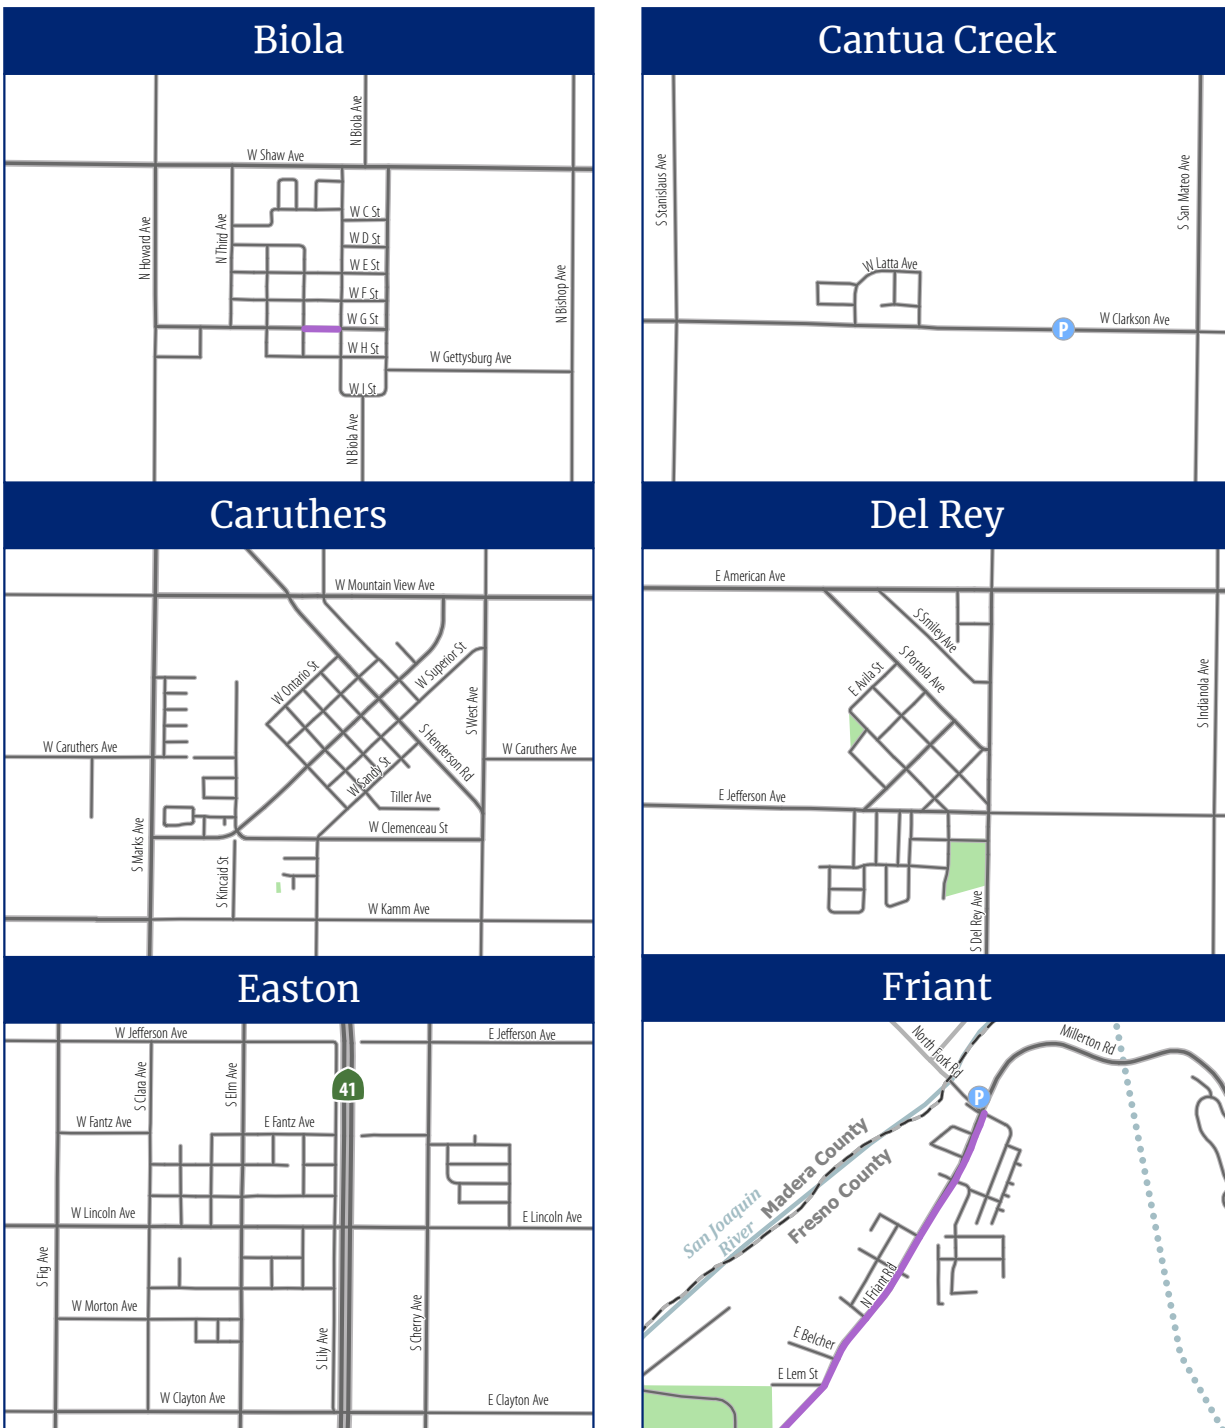 Biola
N Biola Ave
W Shaw Ave
N Howard Ave
N Third Ave
W C St
W D St
W E St
W F St
W G St
W H St
W I St
N Bishop Ave
W Gettysburg Ave
N Biola Ave
Cantua Creek
S Stanislaus Ave
S San Mateo Ave
W Latta Ave
W Clarkson Ave
P
Caruthers
W Mountain View Ave
W Ontario St
W Superior St
S West Ave
S Henderson Rd
W Caruthers Ave
W Caruthers Ave
W Sandy St
Tiller Ave
W Clemenceau St
S Marks Ave
S Kincaid St
W Kamm Ave
Del Rey
E American Ave
S Smiley Ave
S Portola Ave
E Avila St
S Indianola Ave
E Jefferson Ave
S Del Rey Ave
Easton
W Jefferson Ave
E Jefferson Ave
S Clara Ave
S Elm Ave
41
W Fantz Ave
E Fantz Ave
W Lincoln Ave
E Lincoln Ave
S Fig Ave
W Morton Ave
S Lily Ave
S Cherry Ave
W Clayton Ave
E Clayton Ave
Friant
North Fork Rd
Millerton Rd
P
Madera County
Fresno County
San Joaquin
River
N Friant Rd
E Belcher
E Lem St